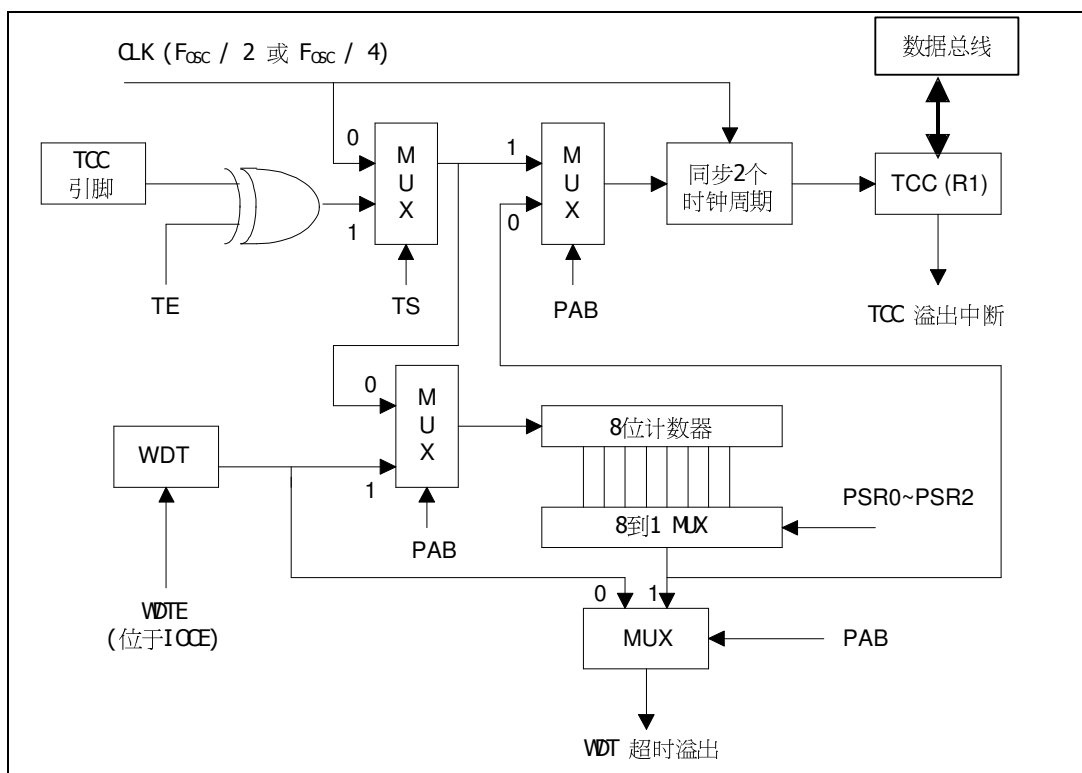 CLK (FOSC / 2 或 FOSC / 4)
数据总线
0
TCC
引脚
M
U
X
1
TE
TS
1
M
U
X
0
PAB
同步2个
时钟周期
TCC (R1)
TCC 溢出中断
0
M
U
X
1
PAB
WDT
WDTE
(位于IOCE)
8位计数器
8到1 MUX
PSR0~PSR2
0
1
MUX
PAB
WDT 超时溢出